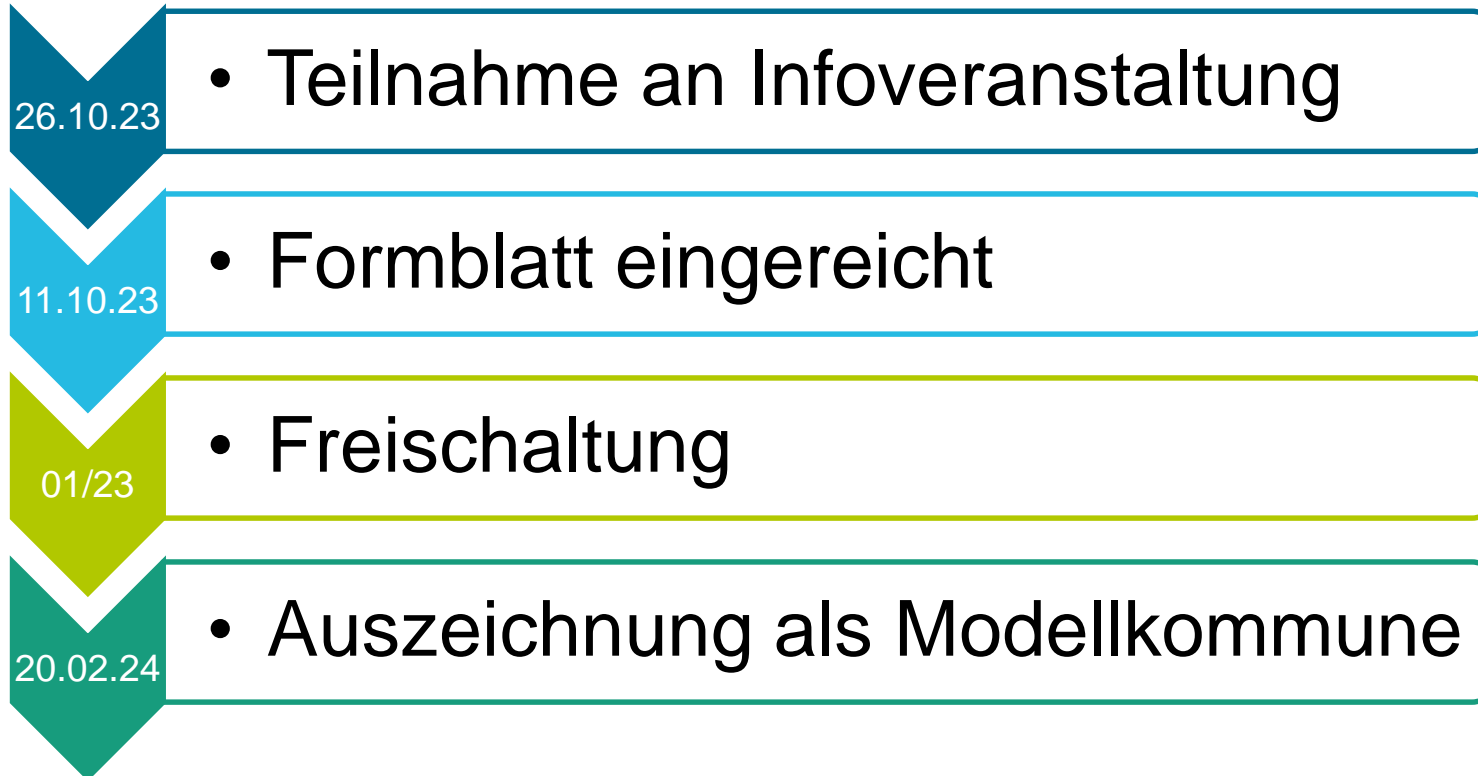 26.10.23
• Teilnahme an Infoveranstaltung
11.10.23
• Formblatt eingereicht
01/23
• Freischaltung
20.02.24
• Auszeichnung als Modellkommune